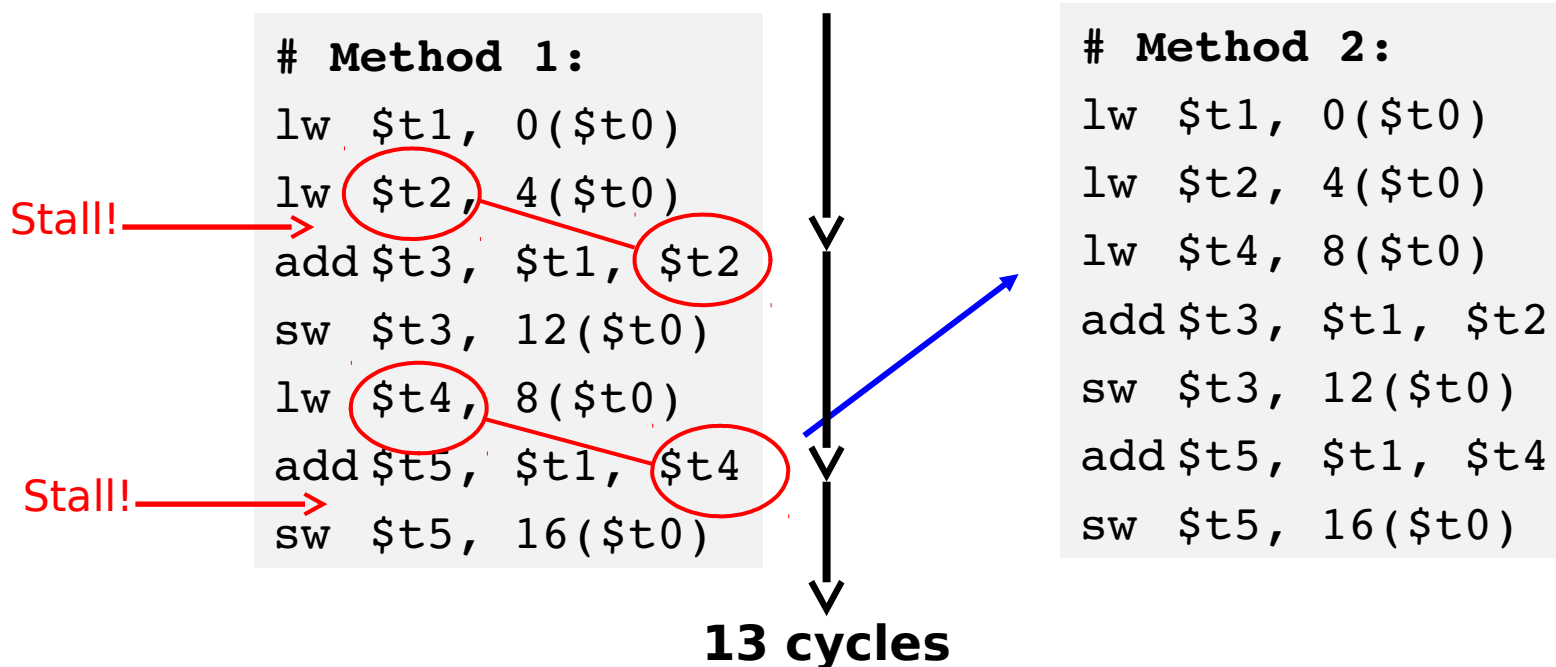 # Method 1:
lw $t1, 0($t0)
lw $t2, 4($t0)
Stall!
add $t3, $t1, $t2
sw $t3, 12($t0)
lw $t4, 8($t0)
add $t5, $t1, $t4
Stall!
sw $t5, 16($t0)
13 cycles
# Method 2:
lw $t1, 0($t0)
lw $t2, 4($t0)
lw $t4, 8($t0)
add $t3, $t1, $t2
sw $t3, 12($t0)
add $t5, $t1, $t4
sw $t5, 16($t0)